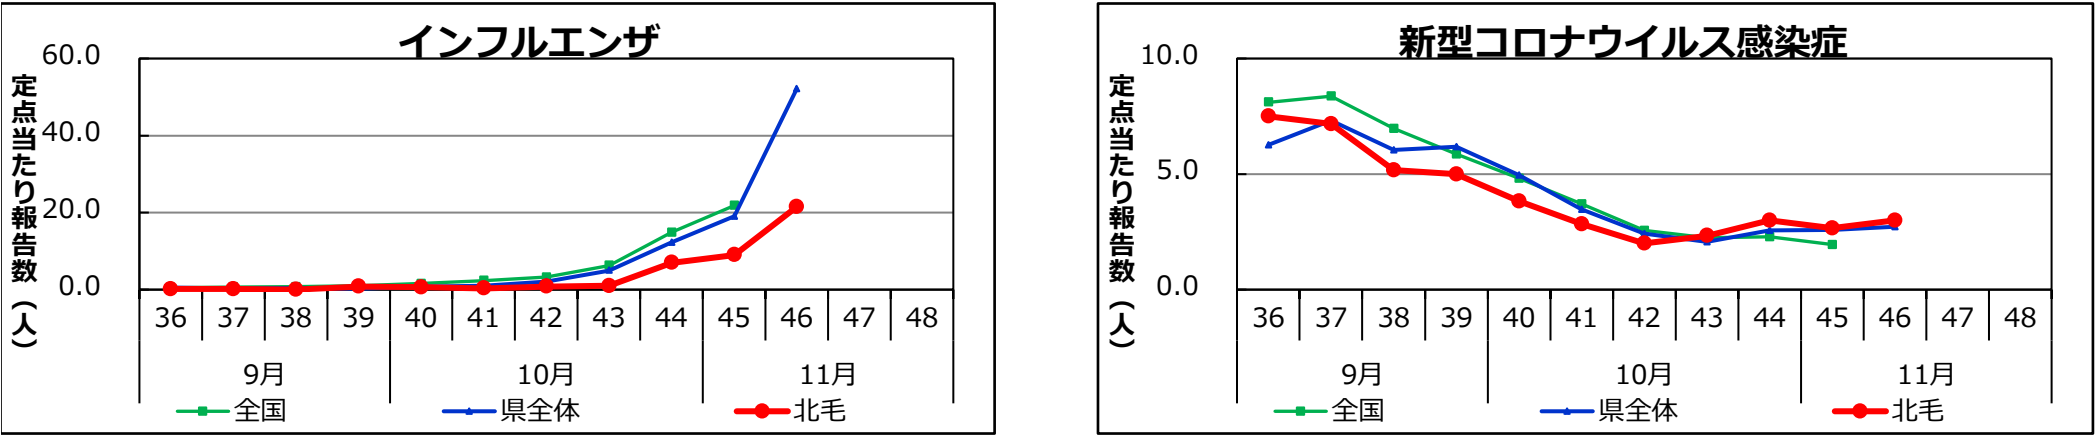 インフルエンザ
定点当たり報告数（人）
60.0
40.0
20.0
0.0
36 37 38 39 40 41 42 43 44 45 46 47 48
9月 10月 11月
全国 県全体 北毛
新型コロナウイルス感染症
定点当たり報告数（人）
10.0
5.0
0.0
36 37 38 39 40 41 42 43 44 45 46 47 48
9月 10月 11月
全国 県全体 北毛